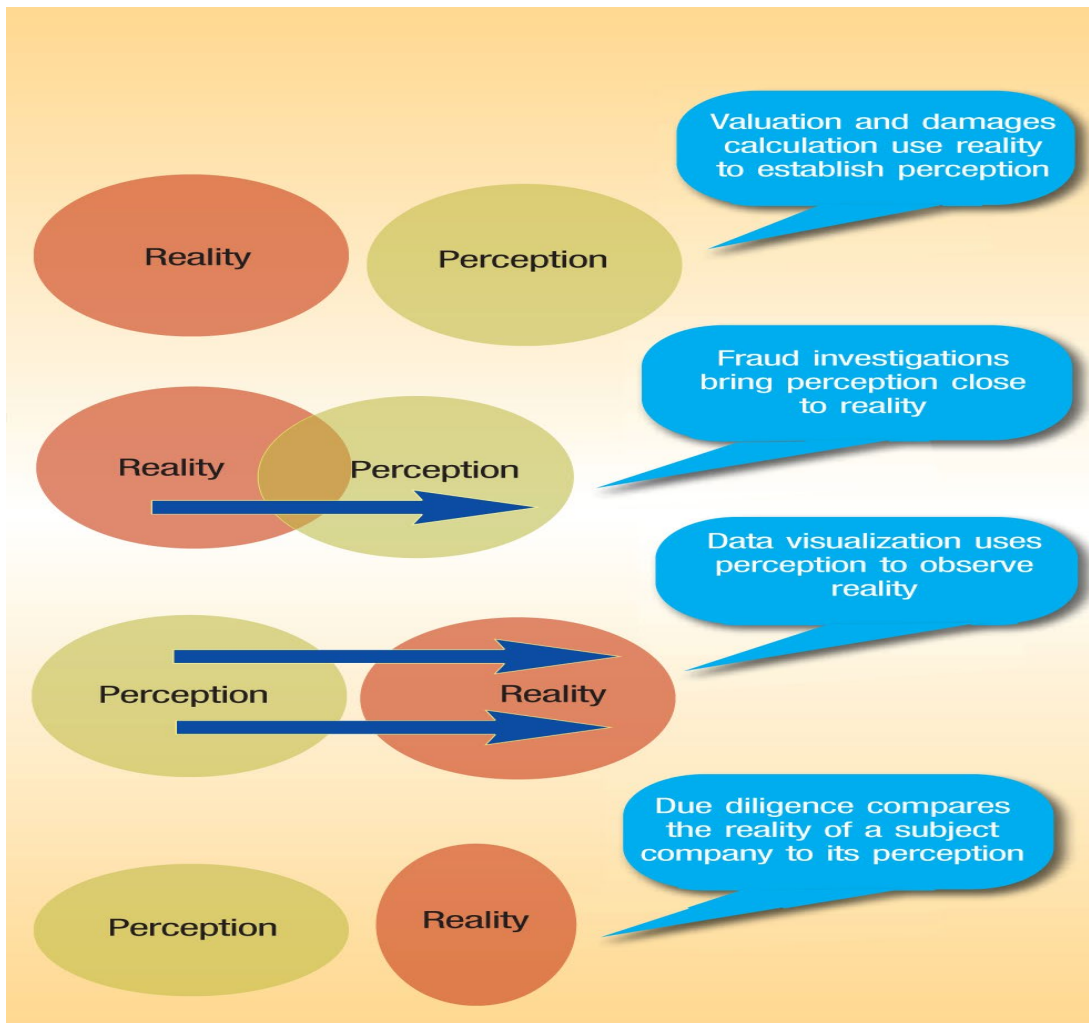 Valuation and damages
calculation use reality
to establish perception
Reality
Perception
Fraud investigations
bring perception close
to reality
Reality
Perception
Data visualization uses
perception to observe
reality
Perception
Reality
Due diligence compares
the reality of a subject
company to its perception
Perception
Reality